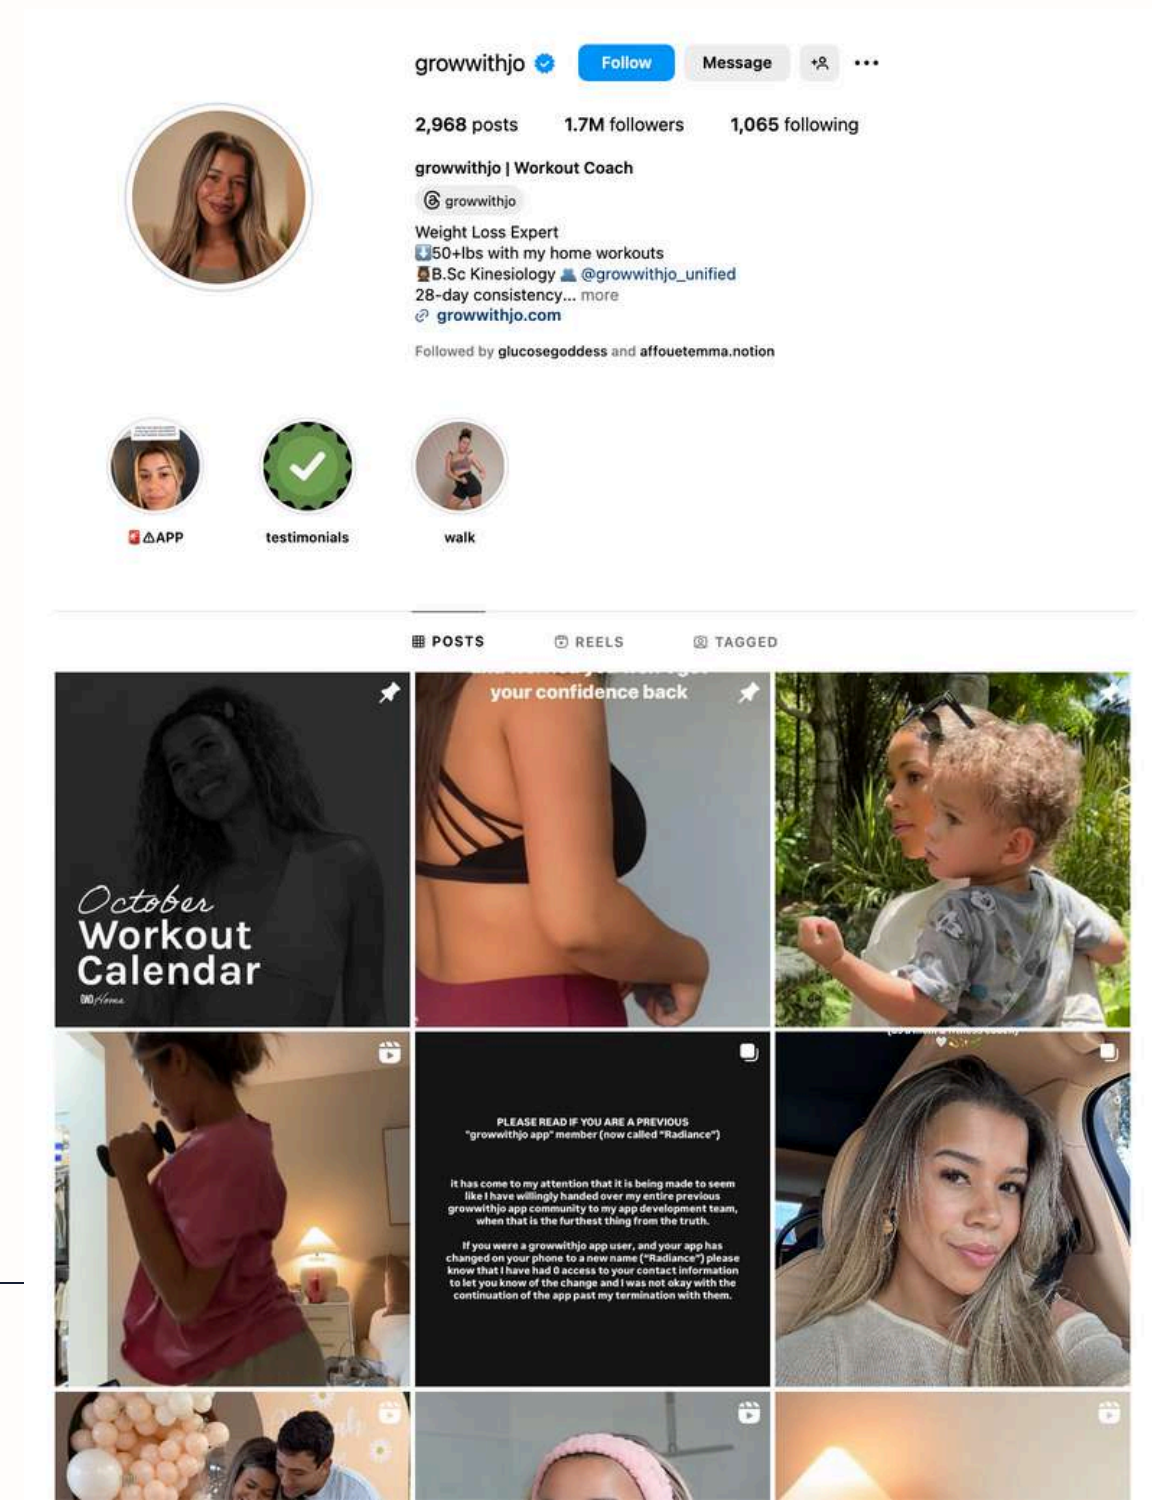 growwithjo
Follow
Message
2,968 posts
1.7M followers
1,065 following
growwithjo | Workout Coach
growwithjo
Weight Loss Expert
⬇️50+lbs with my home workouts
👩🏽‍🎓B.Sc Kinesiology 👥 @growwithjo_unified
28-day consistency... more
growwithjo.com
Followed by glucosegoddess and affouetemma.notion
🚨⚠APP
testimonials
walk
POSTS
REELS
TAGGED
October
Workout
Calendar
Home
your confidence back
PLEASE READ IF YOU ARE A PREVIOUS
"growwithjo app" member (now called "Radiance")
it has come to my attention that it is being made to seem
like I have willingly handed over my entire previous
growwithjo app community to my app development team,
when that is the furthest thing from the truth.
If you were a growwithjo app user, and your app has
changed on your phone to a new name ("Radiance") please
know that I have had 0 access to your contact information
to let you know of the change and I was not okay with the
continuation of the app past my termination with them.